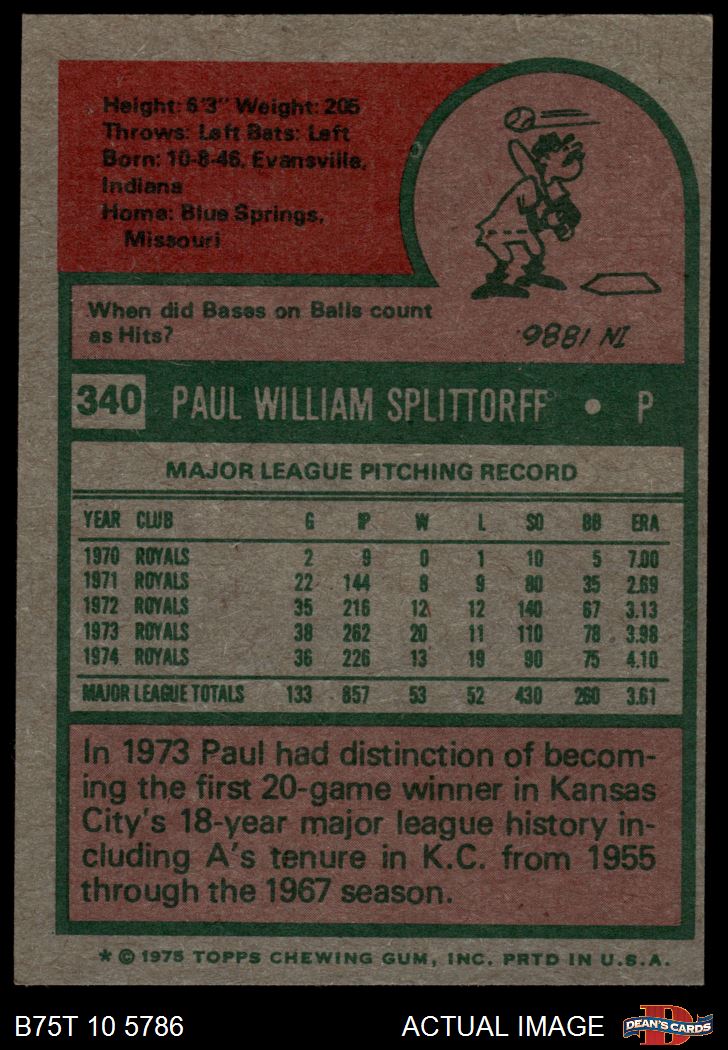 Height: 6'3" Weight: 205
Throws: Left Bats: Left
Born: 10-8-46, Evansville,
Indiana
Home: Blue Springs,
Missouri
When did Bases on Balls count
as Hits?
IN 1886.
340 PAUL WILLIAM SPLITTORFF • P
MAJOR LEAGUE PITCHING RECORD
YEAR CLUB G IP W L SO BB ERA
1970 ROYALS 2 9 0 1 10 5 7.00
1971 ROYALS 22 144 8 9 80 35 2.69
1972 ROYALS 35 216 12 12 140 67 3.13
1973 ROYALS 38 262 20 11 110 78 3.98
1974 ROYALS 36 226 13 19 90 75 4.10
MAJOR LEAGUE TOTALS 133 857 53 52 430 260 3.61
In 1973 Paul had distinction of becom-
ing the first 20-game winner in Kansas
City's 18-year major league history in-
cluding A's tenure in K.C. from 1955
through the 1967 season.
* © 1975 TOPPS CHEWING GUM, INC. PRTD IN U.S.A.
B75T 10 5786 ACTUAL IMAGE D DEAN'S CARDS